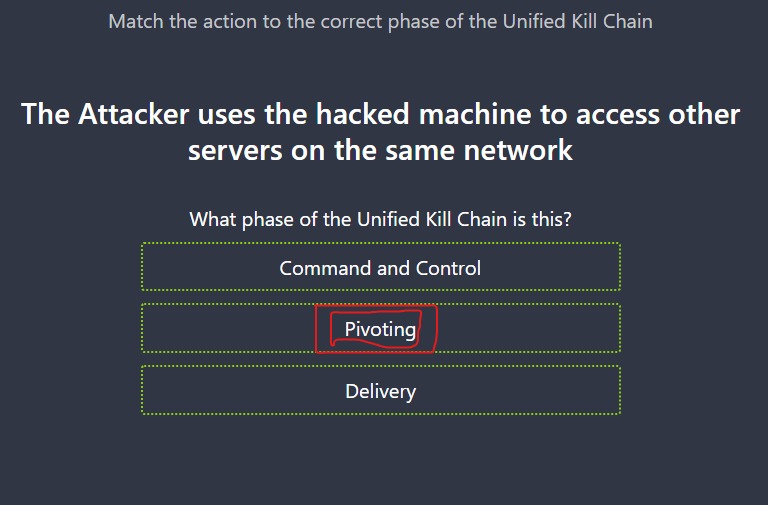 Match the action to the correct phase of the Unified Kill Chain
The Attacker uses the hacked machine to access other
servers on the same network
What phase of the Unified Kill Chain is this?
Command and Control
Pivoting
Delivery